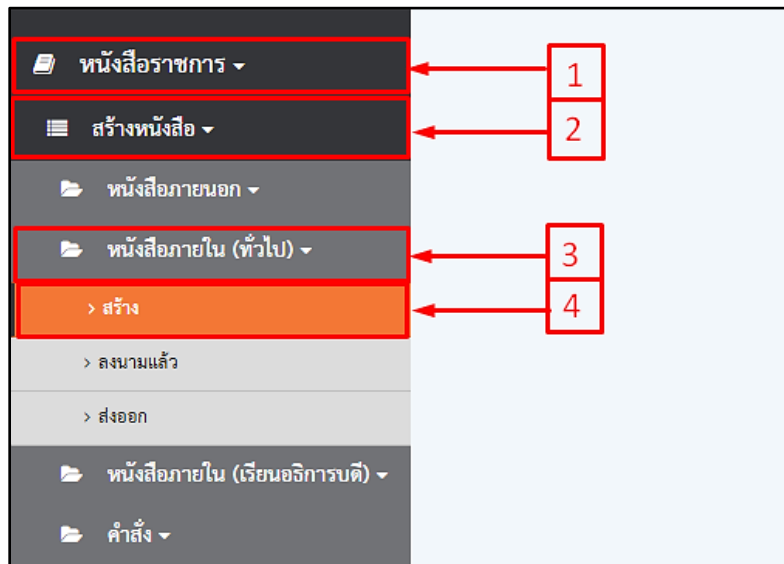 หนังสือราชการ
1
สร้างหนังสือ
2
หนังสือภายนอก
หนังสือภายใน (ทั่วไป)
3
> สร้าง
4
> ลงนามแล้ว
> ส่งออก
หนังสือภายใน (เรียนอธิการบดี)
คำสั่ง